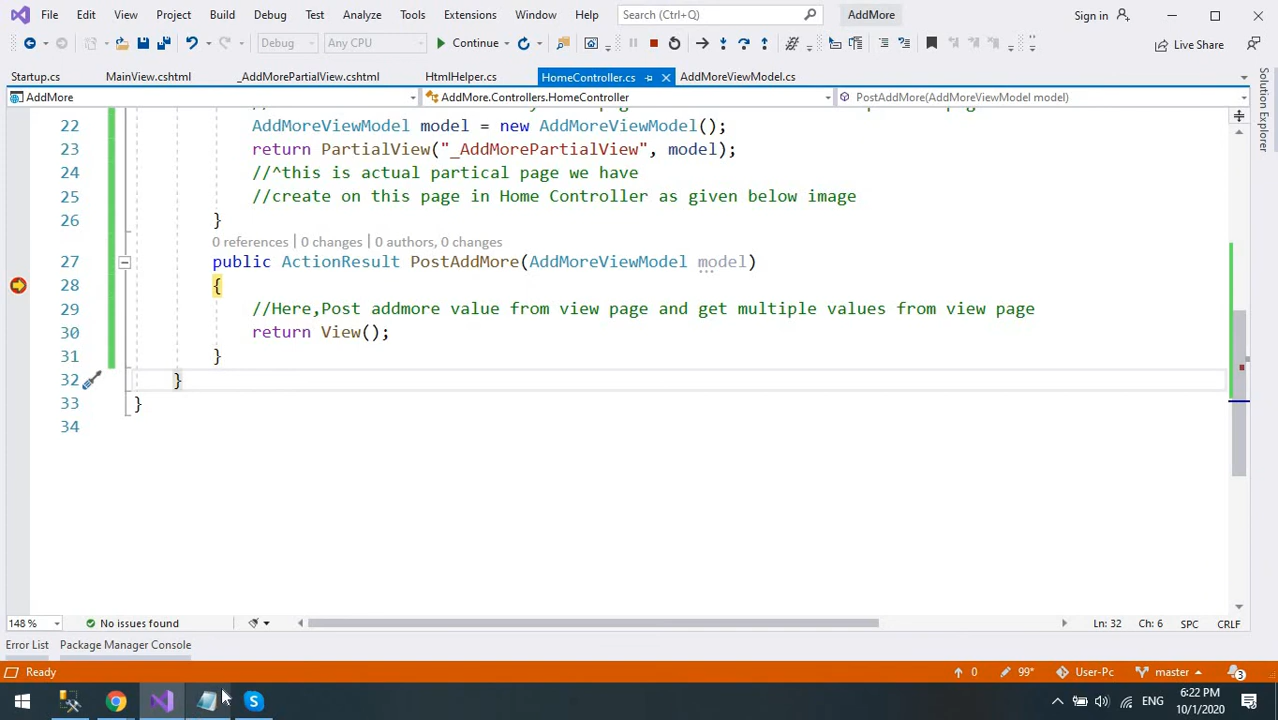 File Edit View Project Build Debug Test Analyze Tools Extensions Window Help Search (Ctrl+Q) AddMore Sign in
Debug Any CPU Continue Live Share
Startup.cs MainView.cshtml _AddMorePartialView.cshtml HtmlHelper.cs HomeController.cs AddMoreViewModel.cs
AddMore AddMore.Controllers.HomeController PostAddMore(AddMoreViewModel model)
Solution Explorer
22 AddMoreViewModel model = new AddMoreViewModel();
23 return PartialView("_AddMorePartialView", model);
24 //^this is actual partical page we have
25 //create on this page in Home Controller as given below image
26 }
0 references | 0 changes | 0 authors, 0 changes
27 public ActionResult PostAddMore(AddMoreViewModel model)
28 {
29 //Here,Post addmore value from view page and get multiple values from view page
30 return View();
31 }
32 }
33 }
34
148 % No issues found Ln: 32 Ch: 6 SPC CRLF
Error List Package Manager Console
Ready 0 99* User-Pc master 3
ENG 6:22 PM
10/1/2020